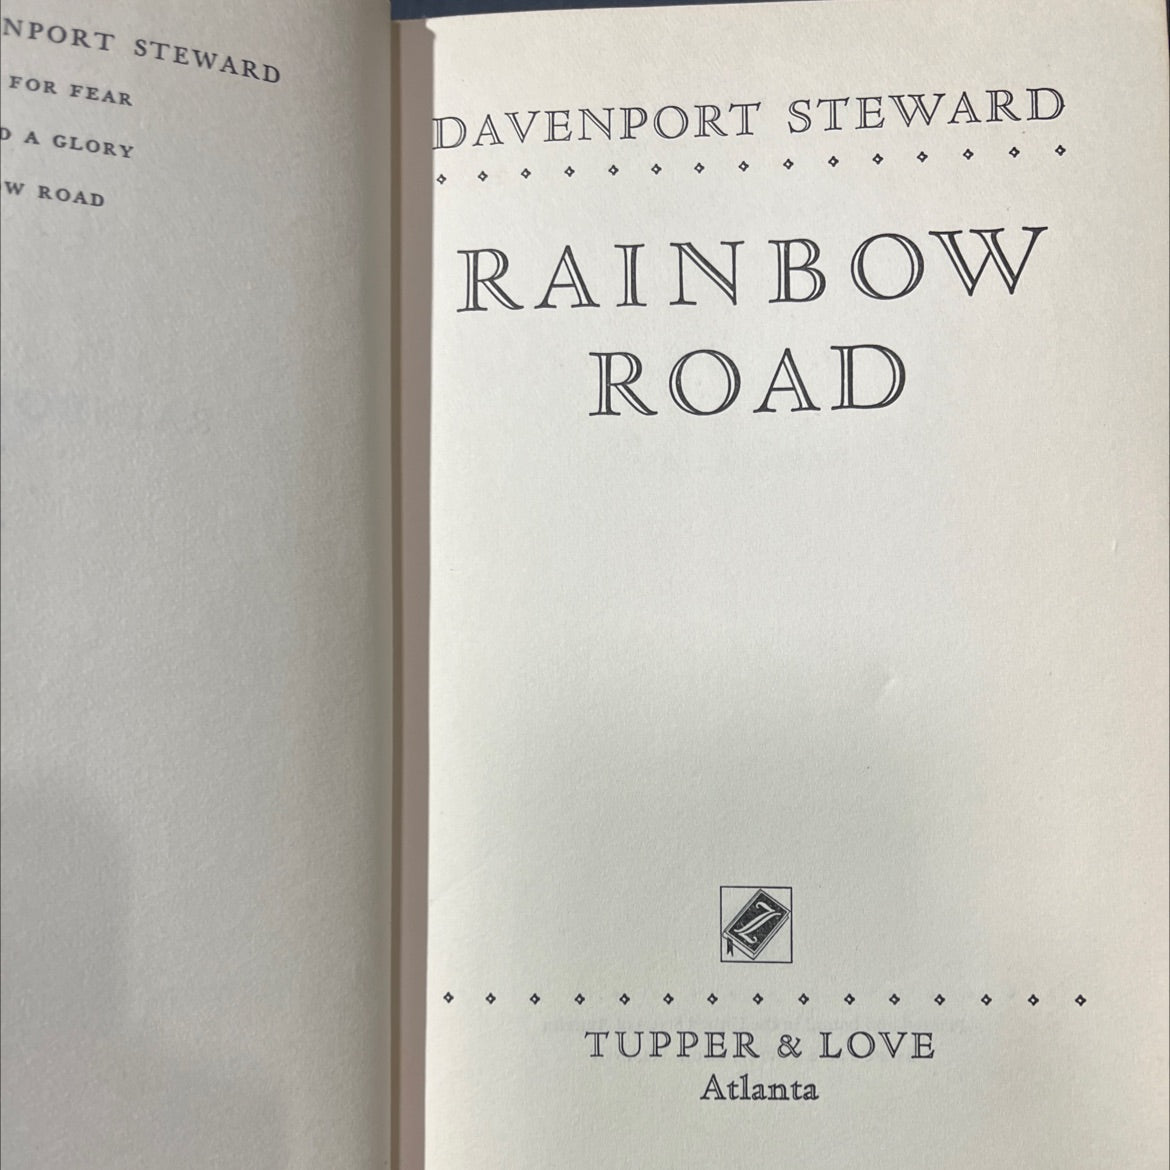 NPORT STEWARD
FOR FEAR
D A GLORY
W ROAD
DAVENPORT STEWARD
RAINBOW
ROAD
TUPPER & LOVE
Atlanta